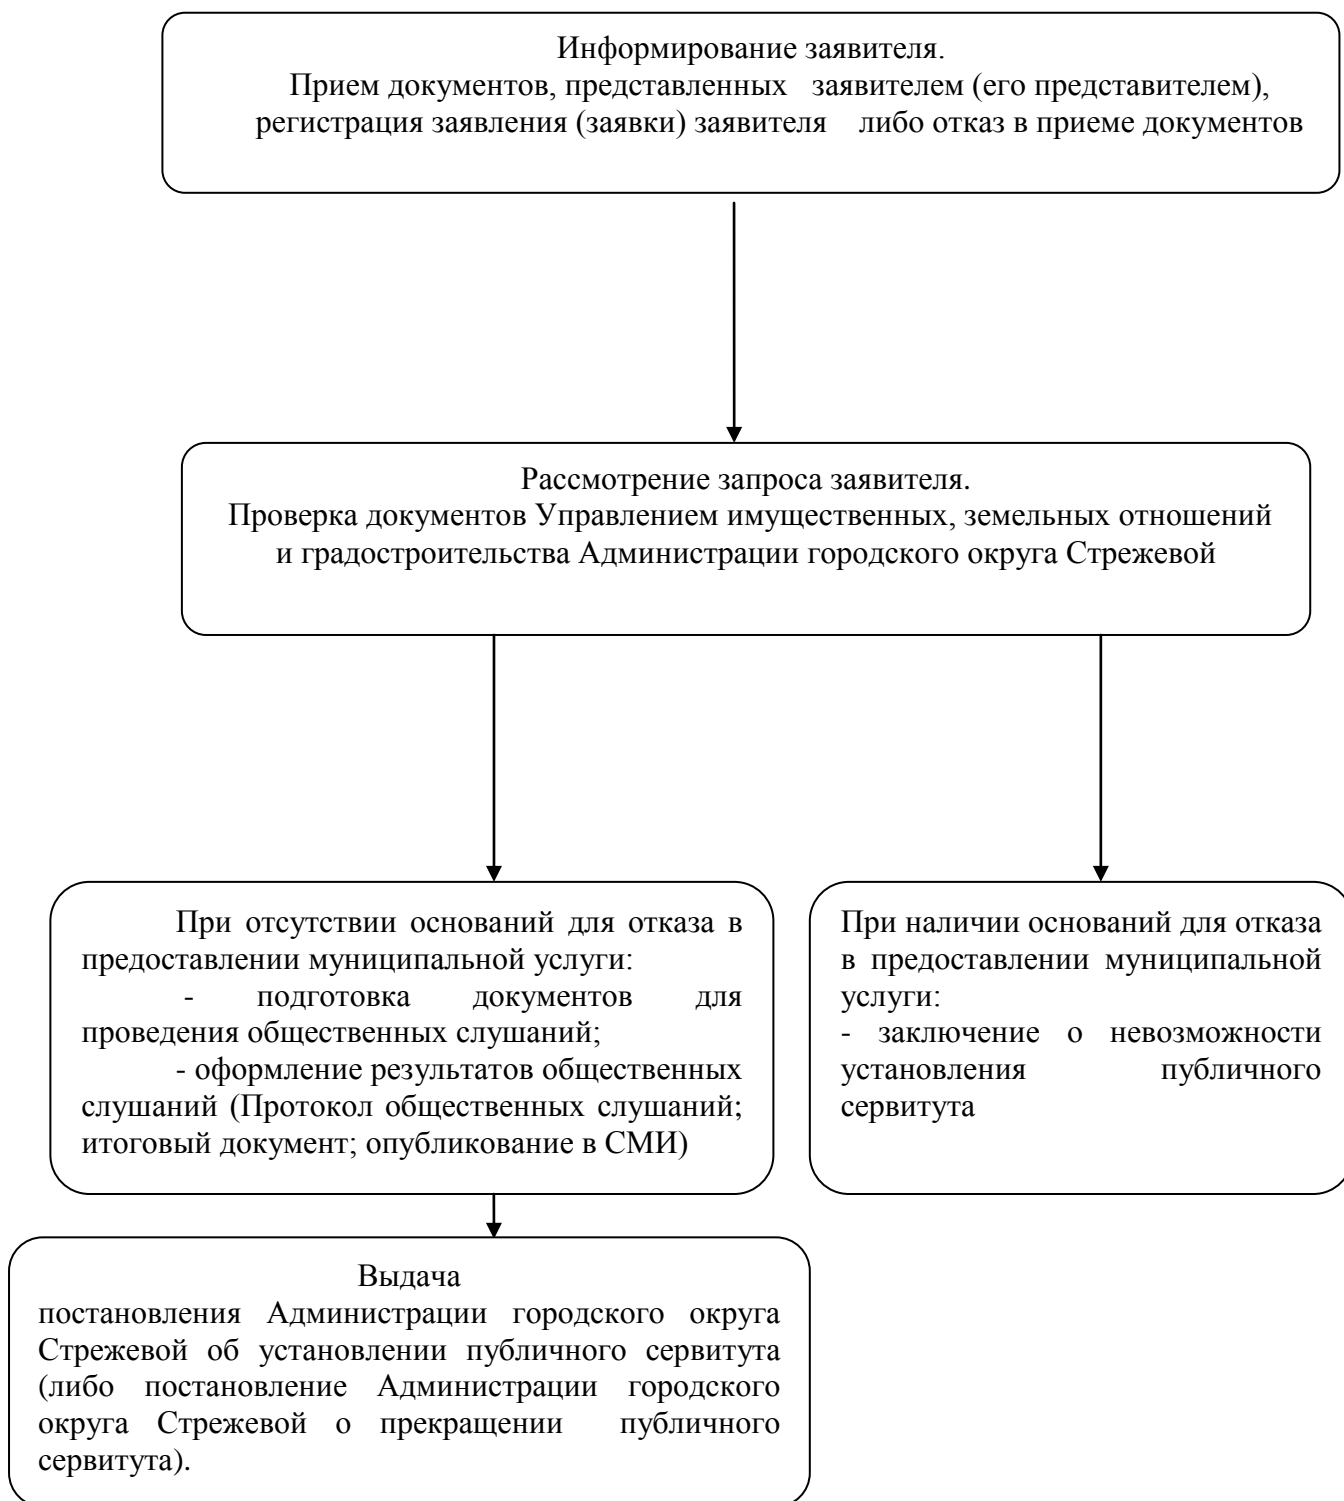 Информирование заявителя.
Прием документов, представленных заявителем (его представителем),
регистрация заявления (заявки) заявителя либо отказ в приеме документов
Рассмотрение запроса заявителя.
Проверка документов Управлением имущественных, земельных отношений
и градостроительства Администрации городского округа Стрежевой
При отсутствии оснований для отказа в
предоставлении муниципальной услуги:
- подготовка документов для
проведения общественных слушаний;
- оформление результатов общественных
слушаний (Протокол общественных слушаний;
итоговый документ; опубликование в СМИ)
При наличии оснований для отказа
в предоставлении муниципальной
услуги:
- заключение о невозможности
установления публичного
сервитута
Выдача
постановления Администрации городского округа
Стрежевой об установлении публичного сервитута
(либо постановление Администрации городского
округа Стрежевой о прекращении публичного
сервитута).